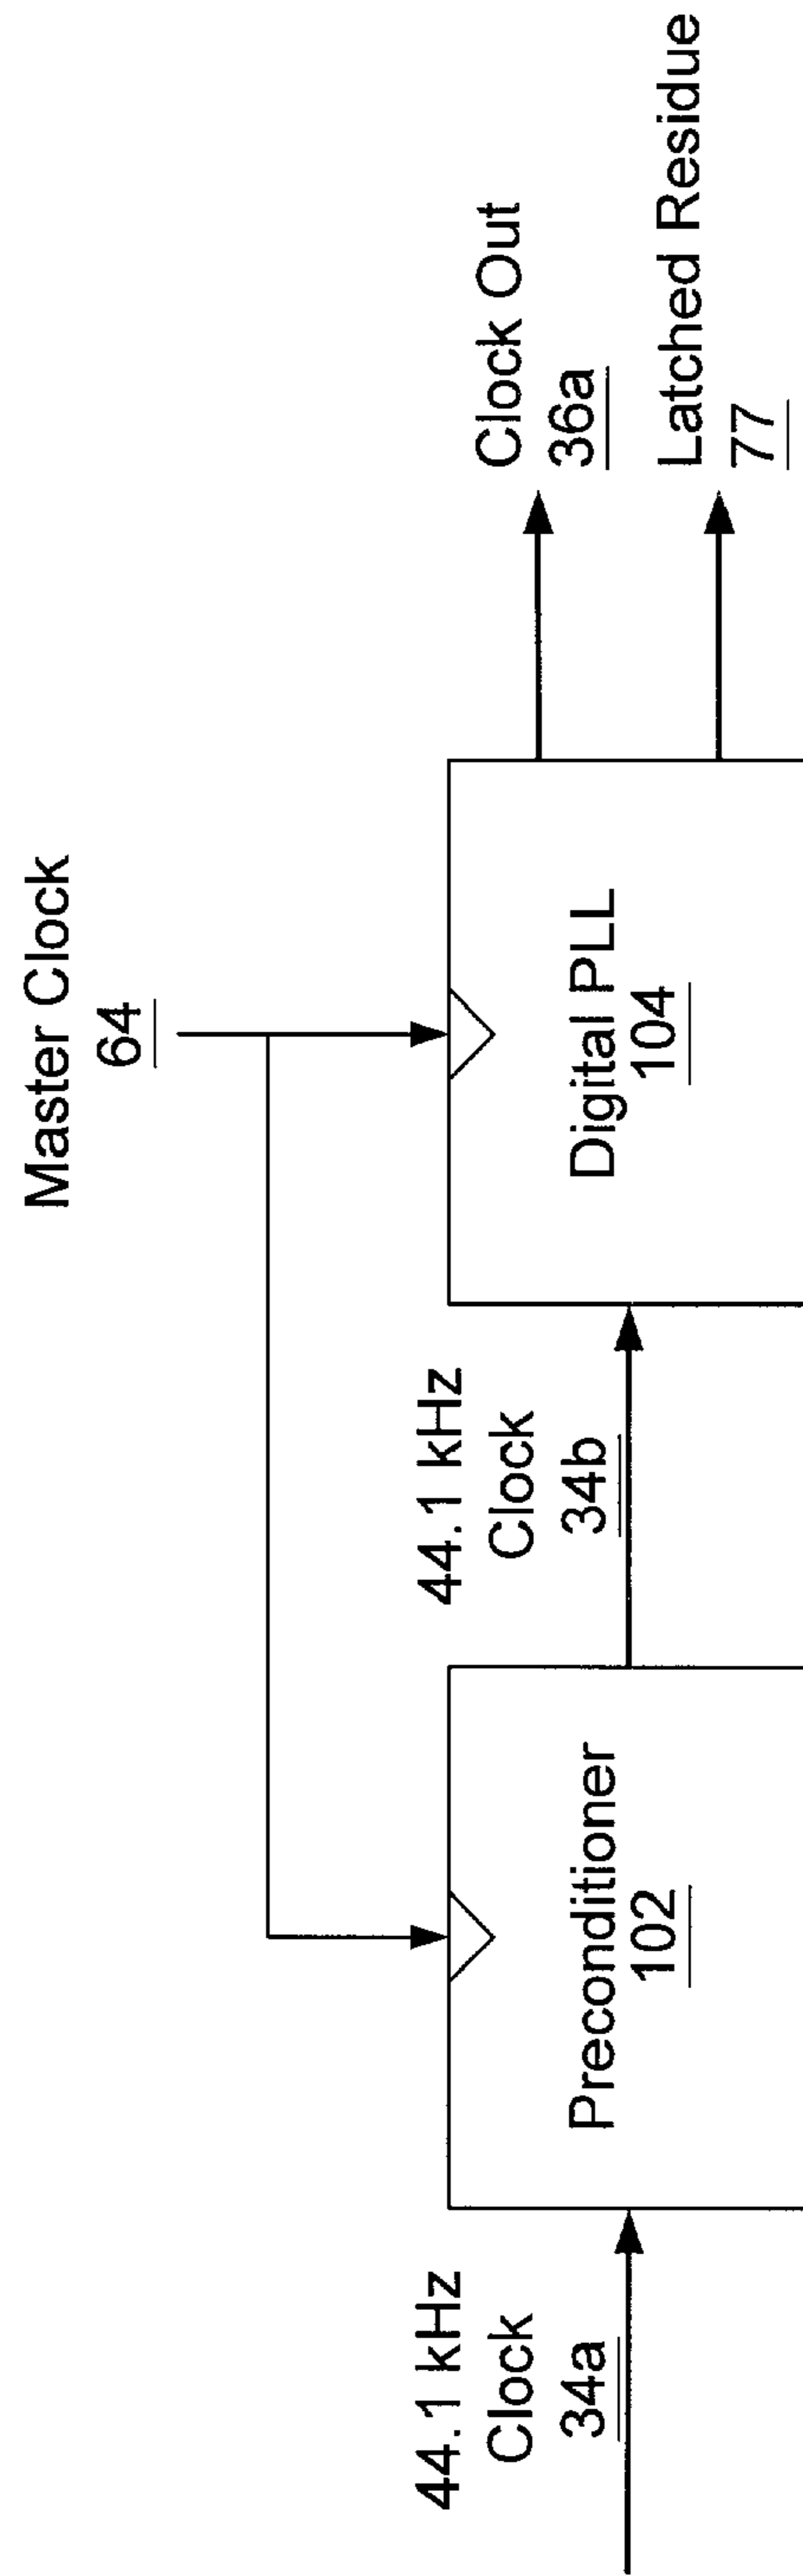 Master Clock
64
44.1 kHz
Clock
34a
Preconditioner
102
44.1 kHz
Clock
34b
Digital PLL
104
Clock Out
36a
Latched Residue
77